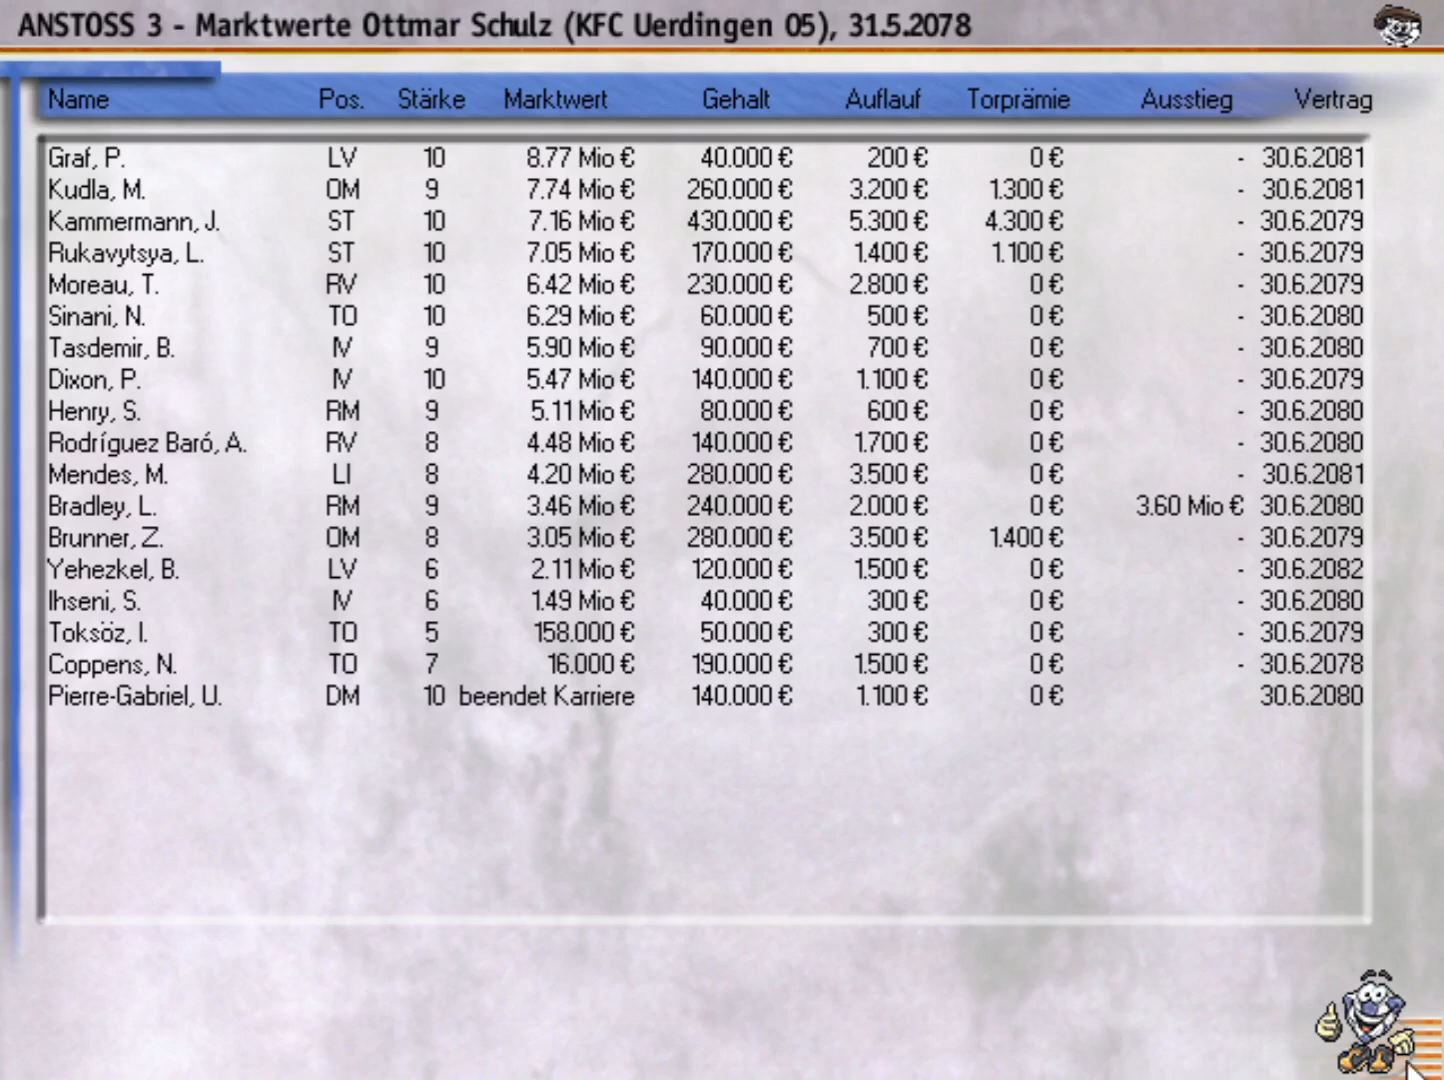 ANSTOSS 3 - Marktwerte Ottmar Schulz (KFC Uerdingen 05), 31.5.2078
Name Pos. Stärke Marktwert Gehalt Auflauf Torprämie Ausstieg Vertrag
Graf, P. LV 10 8.77 Mio € 40.000 € 200 € 0 € - 30.6.2081
Kudla, M. OM 9 7.74 Mio € 260.000 € 3.200 € 1.300 € - 30.6.2081
Kammermann, J. ST 10 7.16 Mio € 430.000 € 5.300 € 4.300 € - 30.6.2079
Rukavytsya, L. ST 10 7.05 Mio € 170.000 € 1.400 € 1.100 € - 30.6.2079
Moreau, T. RV 10 6.42 Mio € 230.000 € 2.800 € 0 € - 30.6.2079
Sinani, N. TO 10 6.29 Mio € 60.000 € 500 € 0 € - 30.6.2080
Tasdemir, B. IV 9 5.90 Mio € 90.000 € 700 € 0 € - 30.6.2080
Dixon, P. IV 10 5.47 Mio € 140.000 € 1.100 € 0 € - 30.6.2079
Henry, S. RM 9 5.11 Mio € 80.000 € 600 € 0 € - 30.6.2080
Rodríguez Baró, A. RV 8 4.48 Mio € 140.000 € 1.700 € 0 € - 30.6.2080
Mendes, M. LI 8 4.20 Mio € 280.000 € 3.500 € 0 € - 30.6.2081
Bradley, L. RM 9 3.46 Mio € 240.000 € 2.000 € 0 € 3.60 Mio € 30.6.2080
Brunner, Z. OM 8 3.05 Mio € 280.000 € 3.500 € 1.400 € - 30.6.2079
Yehezkel, B. LV 6 2.11 Mio € 120.000 € 1.500 € 0 € - 30.6.2082
Ihseni, S. IV 6 1.49 Mio € 40.000 € 300 € 0 € - 30.6.2080
Toksöz, I. TO 5 158.000 € 50.000 € 300 € 0 € - 30.6.2079
Coppens, N. TO 7 16.000 € 190.000 € 1.500 € 0 € - 30.6.2078
Pierre-Gabriel, U. DM 10 beendet Karriere 140.000 € 1.100 € 0 € 30.6.2080